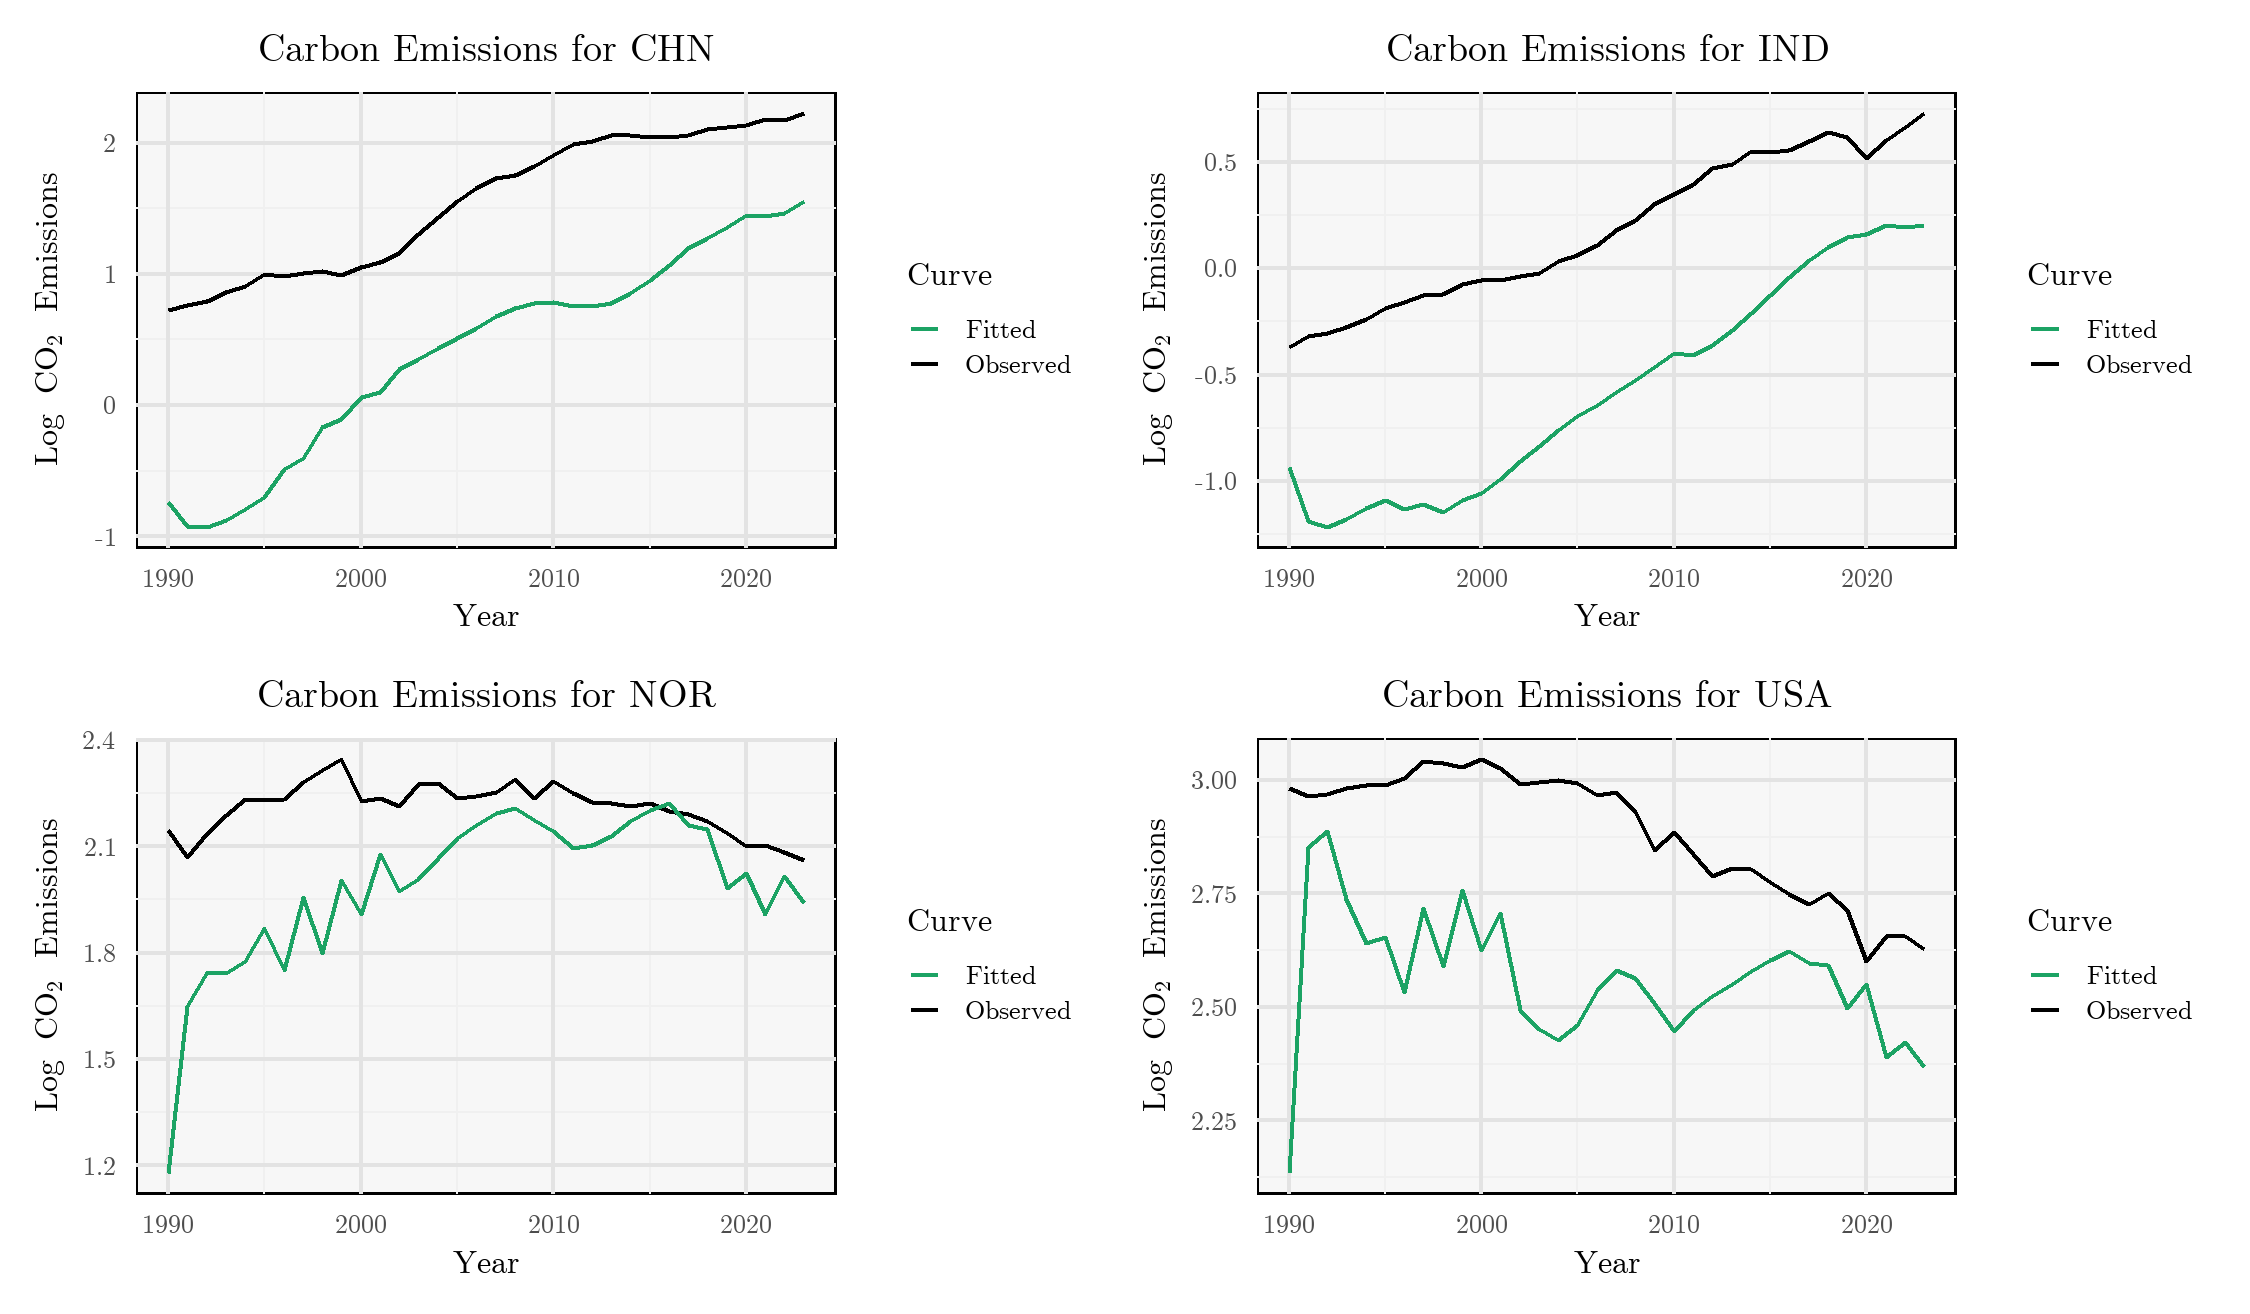 Carbon Emissions for CHN
Log CO₂ Emissions
2
1
0
-1
1990 2000 2010 2020
Year
Curve
Fitted
Observed
Carbon Emissions for IND
Log CO₂ Emissions
0.5
0.0
-0.5
-1.0
1990 2000 2010 2020
Year
Curve
Fitted
Observed
Carbon Emissions for NOR
Log CO₂ Emissions
2.4
2.1
1.8
1.5
1.2
1990 2000 2010 2020
Year
Curve
Fitted
Observed
Carbon Emissions for USA
Log CO₂ Emissions
3.00
2.75
2.50
2.25
1990 2000 2010 2020
Year
Curve
Fitted
Observed